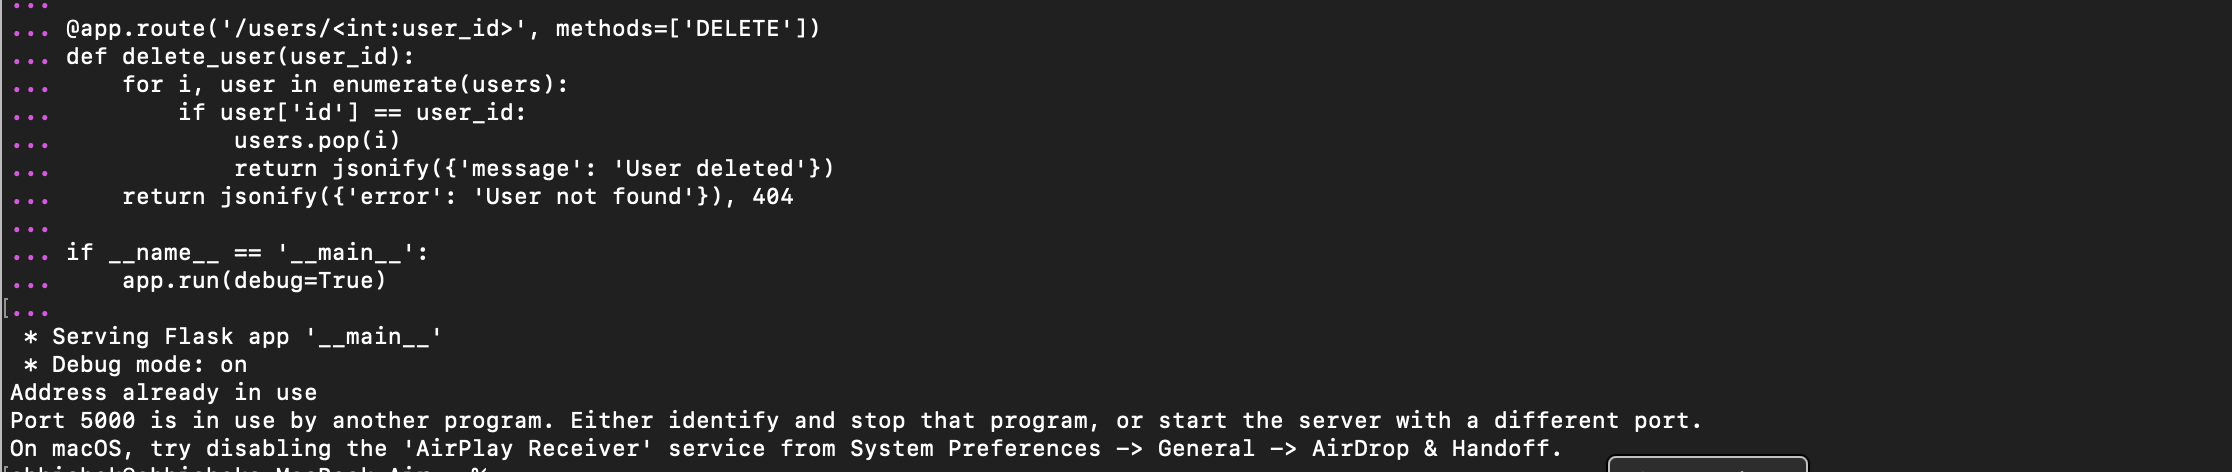 ...
... @app.route('/users/<int:user_id>', methods=['DELETE'])
... def delete_user(user_id):
...     for i, user in enumerate(users):
...         if user['id'] == user_id:
...             users.pop(i)
...             return jsonify({'message': 'User deleted'})
...     return jsonify({'error': 'User not found'}), 404
...
... if __name__ == '__main__':
...     app.run(debug=True)
[...
 * Serving Flask app '__main__'
 * Debug mode: on
Address already in use
Port 5000 is in use by another program. Either identify and stop that program, or start the server with a different port.
On macOS, try disabling the 'AirPlay Receiver' service from System Preferences -> General -> AirDrop & Handoff.